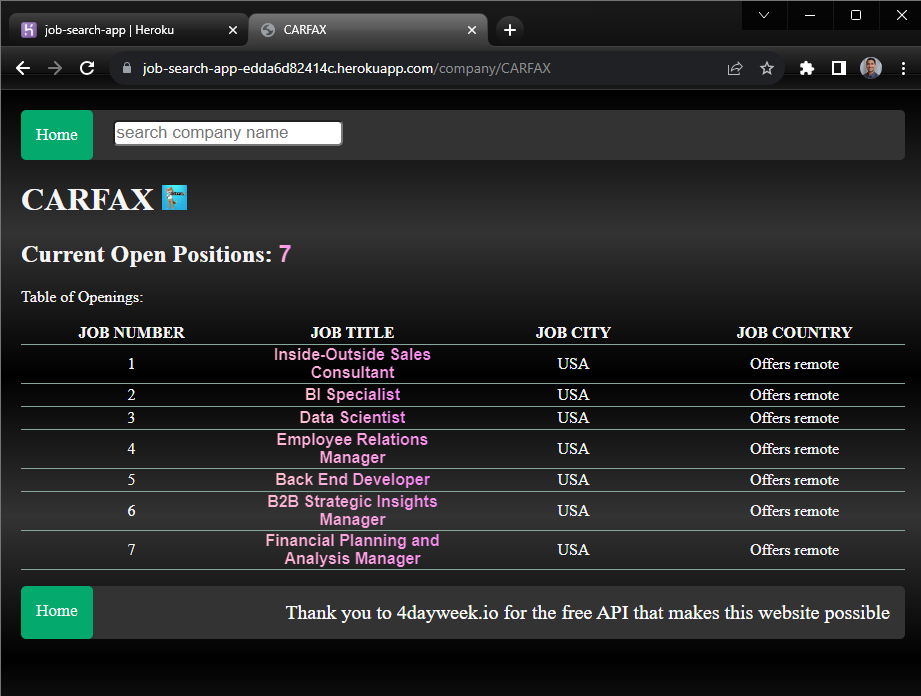 job-search-app | Heroku
CARFAX
job-search-app-edda6d82414c.herokuapp.com/company/CARFAX
Home
search company name
CARFAX
Current Open Positions: 7
Table of Openings:
JOB NUMBER JOB TITLE JOB CITY JOB COUNTRY
1 Inside-Outside Sales Consultant USA Offers remote
2 BI Specialist USA Offers remote
3 Data Scientist USA Offers remote
4 Employee Relations Manager USA Offers remote
5 Back End Developer USA Offers remote
6 B2B Strategic Insights Manager USA Offers remote
7 Financial Planning and Analysis Manager USA Offers remote
Home
Thank you to 4dayweek.io for the free API that makes this website possible